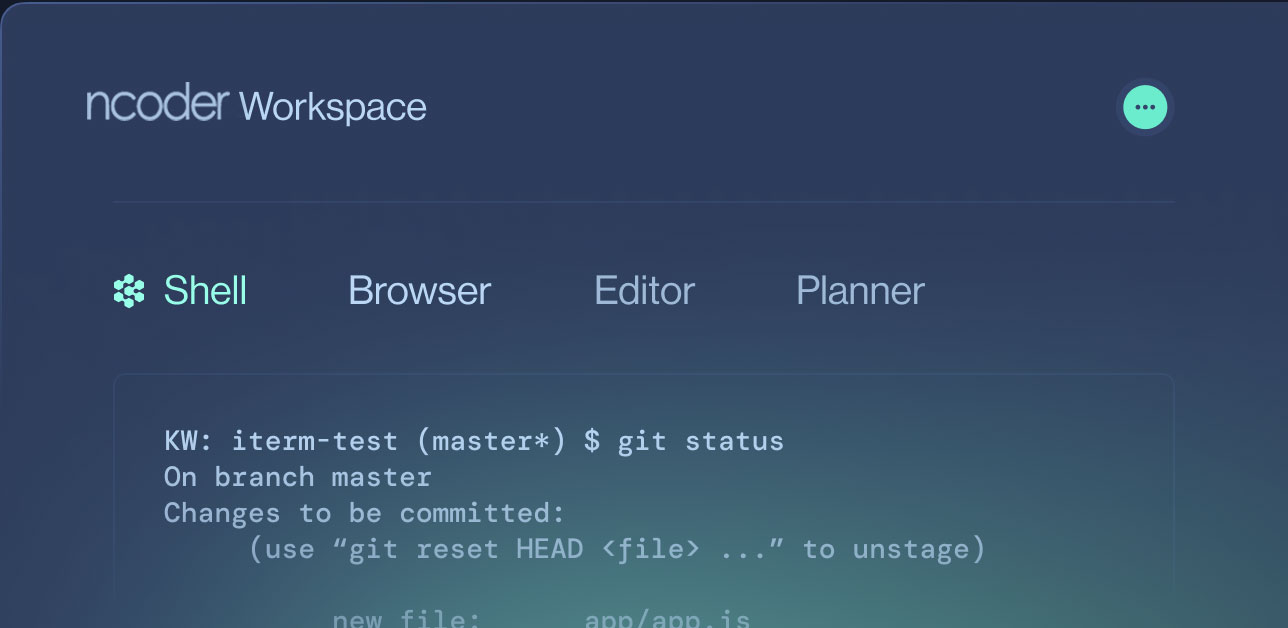 ncoder Workspace
Shell Browser Editor Planner
KW: iterm-test (master*) $ git status
On branch master
Changes to be committed:
(use “git reset HEAD <file> ...” to unstage)
new file: app/app.js